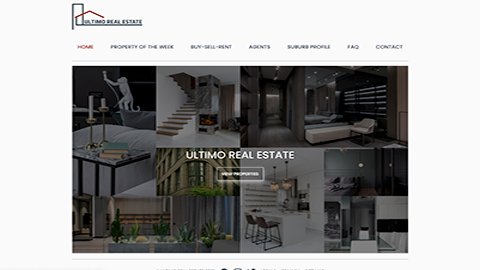 ULTIMO REAL ESTATE
HOME PROPERTY OF THE WEEK BUY-SELL-RENT AGENTS SUBURB PROFILE FAQ CONTACT
ULTIMO REAL ESTATE
VIEW PROPERTIES